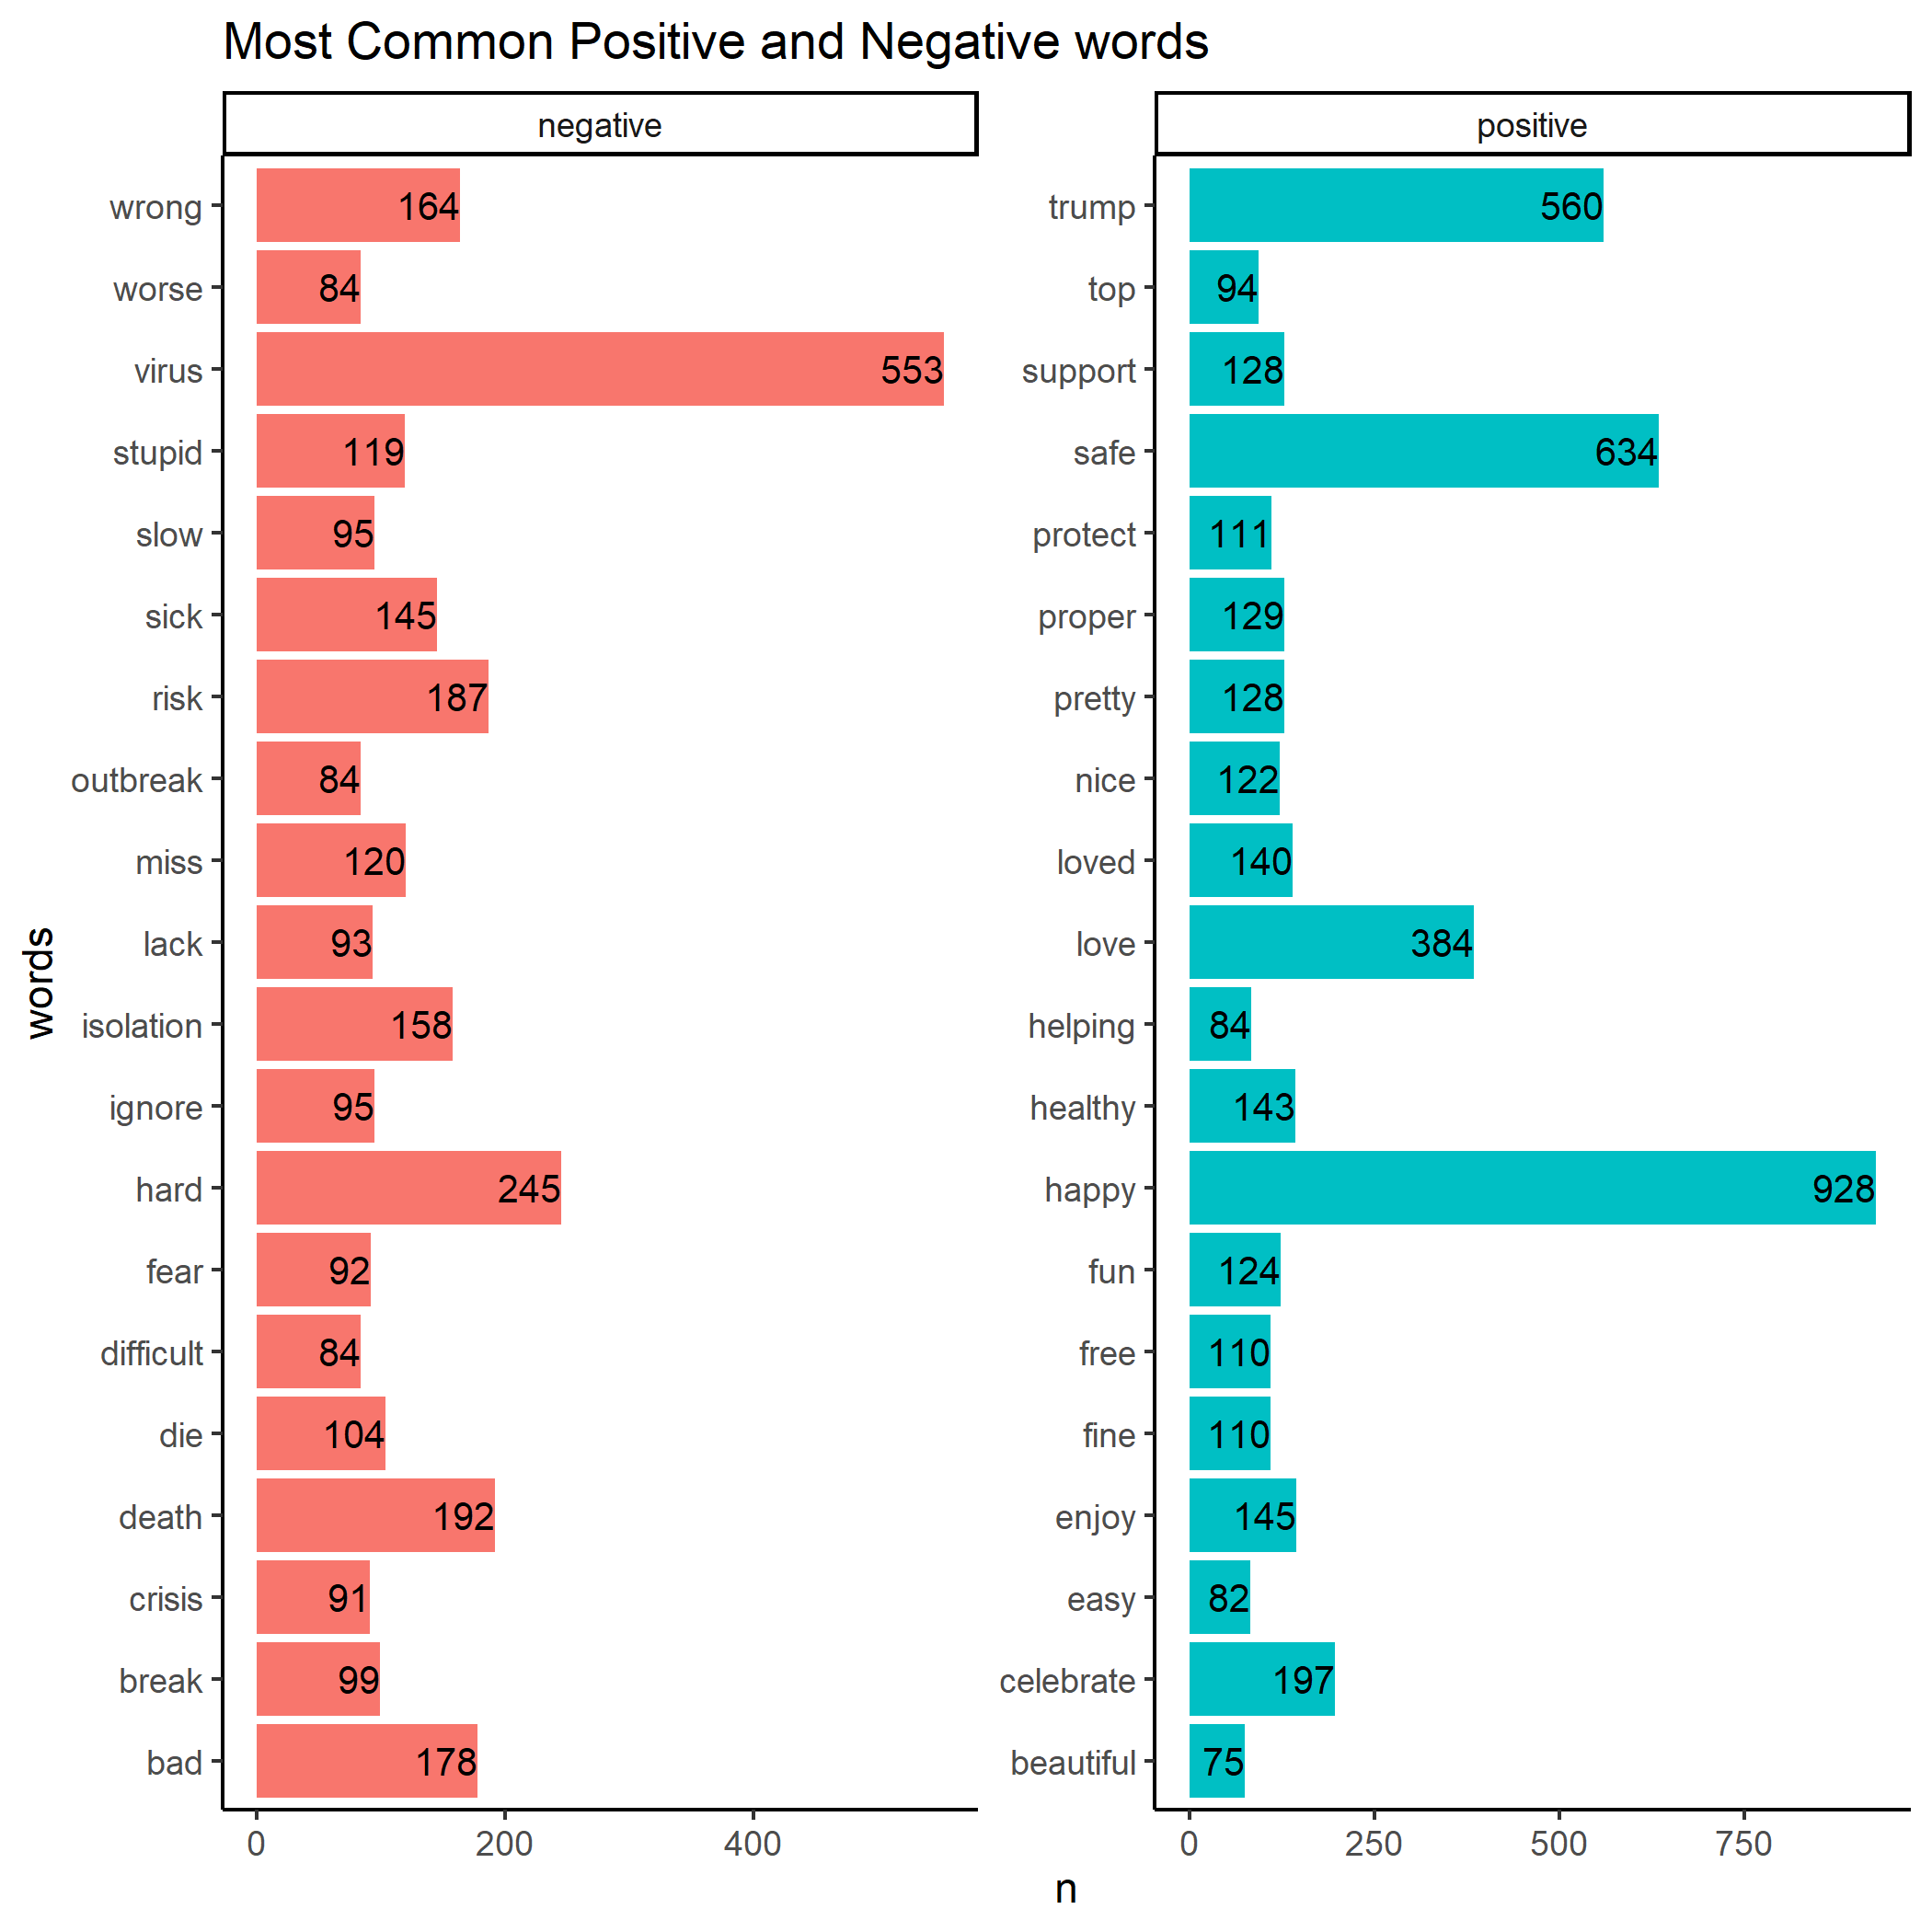 Most Common Positive and Negative words
negative
positive
words
wrong 164
worse 84
virus 553
stupid 119
slow 95
sick 145
risk 187
outbreak 84
miss 120
lack 93
isolation 158
ignore 95
hard 245
fear 92
difficult 84
die 104
death 192
crisis 91
break 99
bad 178
0 200 400
trump 560
top 94
support 128
safe 634
protect 111
proper 129
pretty 128
nice 122
loved 140
love 384
helping 84
healthy 143
happy 928
fun 124
free 110
fine 110
enjoy 145
easy 82
celebrate 197
beautiful 75
0 250 500 750
n